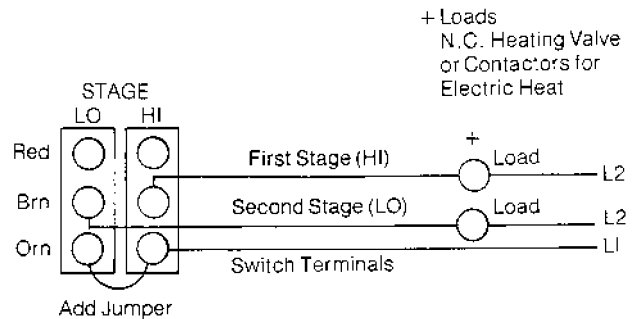 + Loads
N.C. Heating Valve
or Contactors for
Electric Heat
STAGE
LO HI
+
Red
First Stage (HI) Load
L2
Brn
Second Stage (LO) Load
L2
Orn
L1
Switch Terminals
Add Jumper